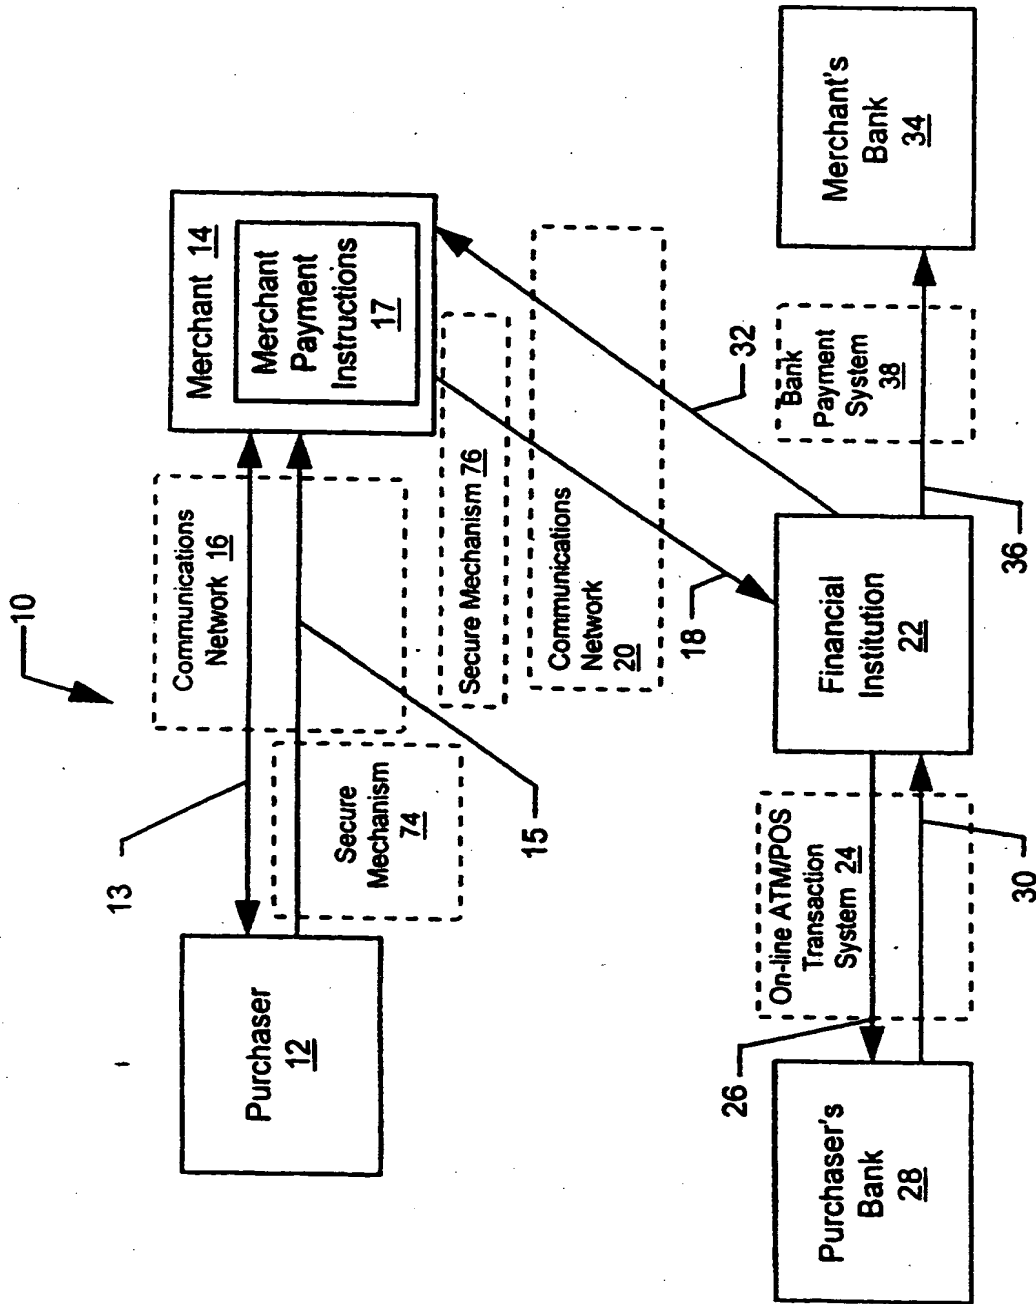 10
13
Communications
Network 16
Merchant 14
Merchant
Payment
Instructions
17
Purchaser
12
Secure
Mechanism
74
15
Secure Mechanism 76
Communications
Network
20
18
32
26
On-line ATM/POS
Transaction
System 24
Bank
Payment
System
38
Purchaser's
Bank
28
30
Financial
Institution
22
36
Merchant's
Bank
34